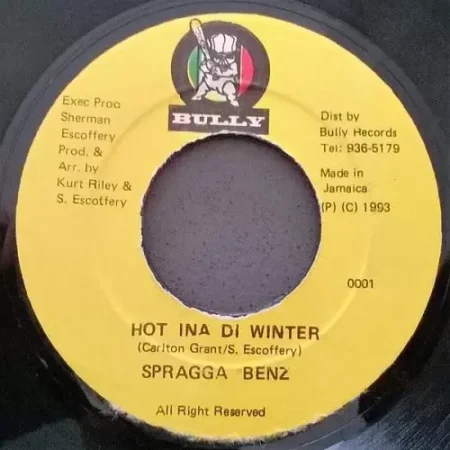 BULLY
Exec Prod
Sherman
Escoffery
Prod. &
Arr. by
Kurt Riley &
S. Escoffery
Dist by
Bully Records
Tel: 936-5179
Made in
Jamaica
(P) (C) 1993
0001
HOT INA DI WINTER
(Carlton Grant/S. Escoffery)
SPRAGGA BENZ
All Right Reserved